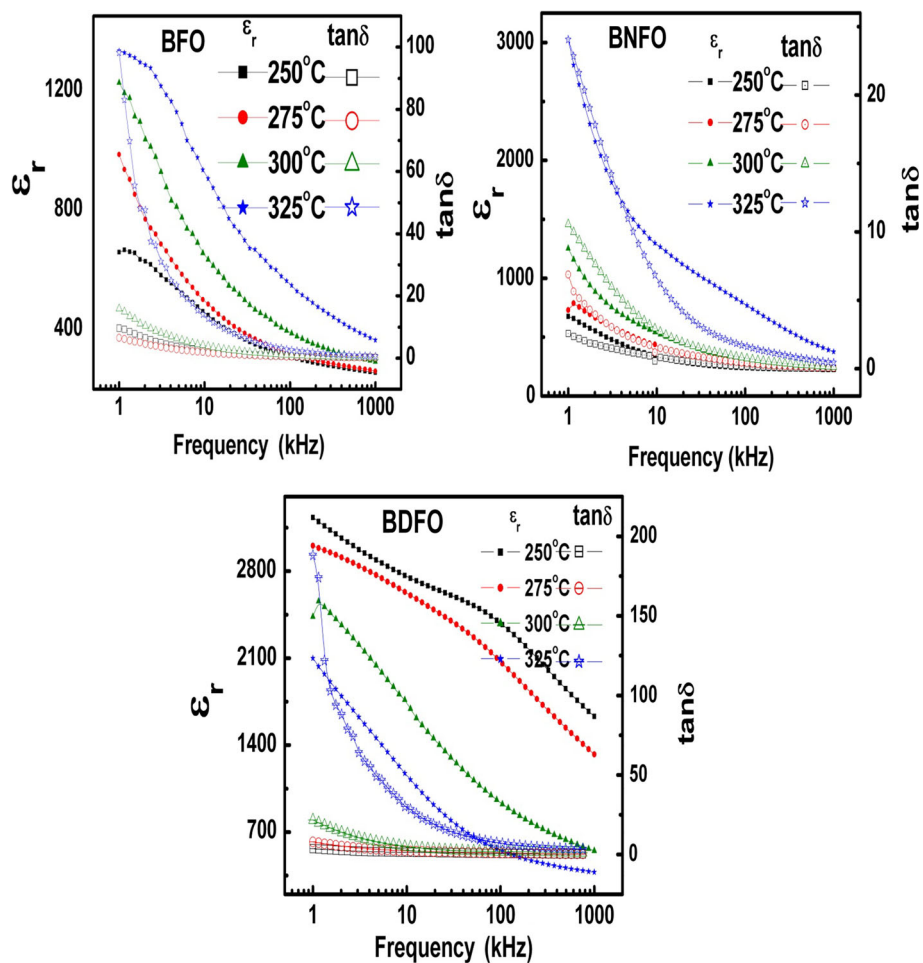 BFO
εr tanδ
250°C
275°C
300°C
325°C
1200
800
400
εr
100
80
60
40
20
0
tanδ
1 10 100 1000
Frequency (kHz)
BNFO
εr tanδ
250°C
275°C
300°C
325°C
3000
2000
1000
0
εr
20
10
0
tanδ
1 10 100 1000
Frequency (kHz)
BDFO
εr tanδ
250°C
275°C
300°C
325°C
2800
2100
1400
700
εr
200
150
100
50
0
tanδ
1 10 100 1000
Frequency (kHz)